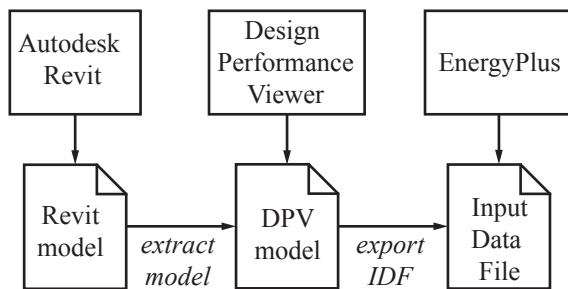 Autodesk
Revit
Design
Performance
Viewer
EnergyPlus
Revit
model
extract
model
DPV
model
export
IDF
Input
Data
File